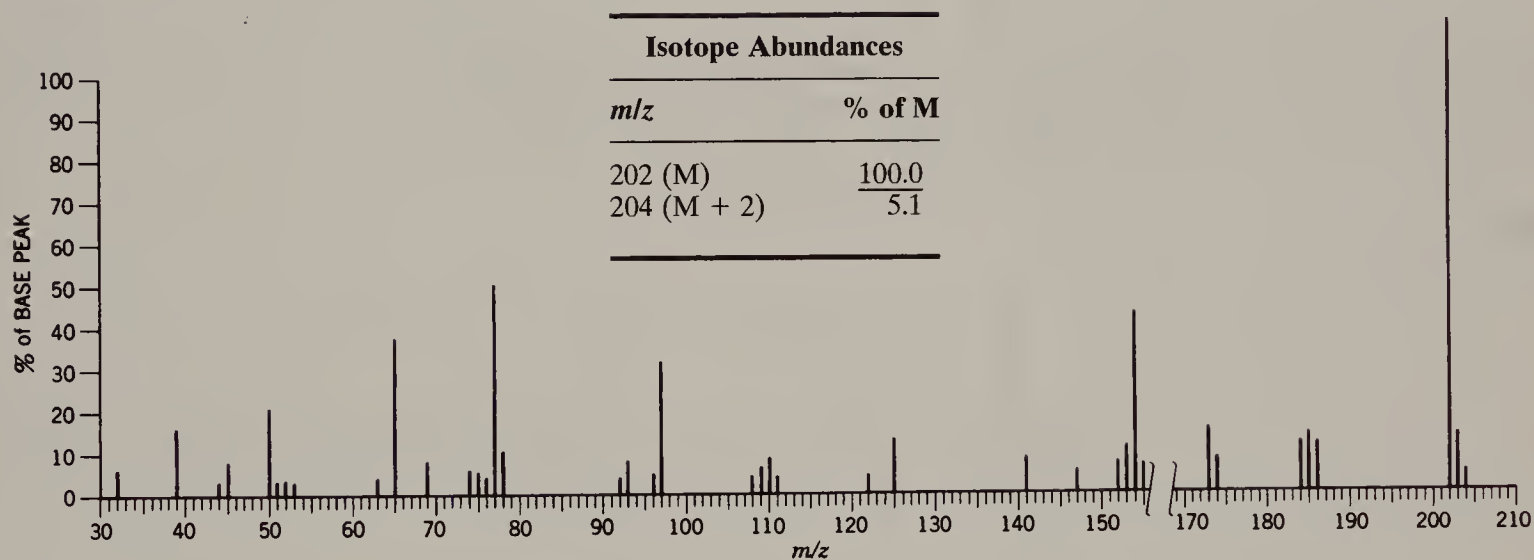 Isotope Abundances
m/z % of M
202 (M) 100.0
204 (M + 2) 5.1
% of BASE PEAK
100
90
80
70
60
50
40
30
20
10
0
30 40 50 60 70 80 90 100 110 120 130 140 150 170 180 190 200 210
m/z